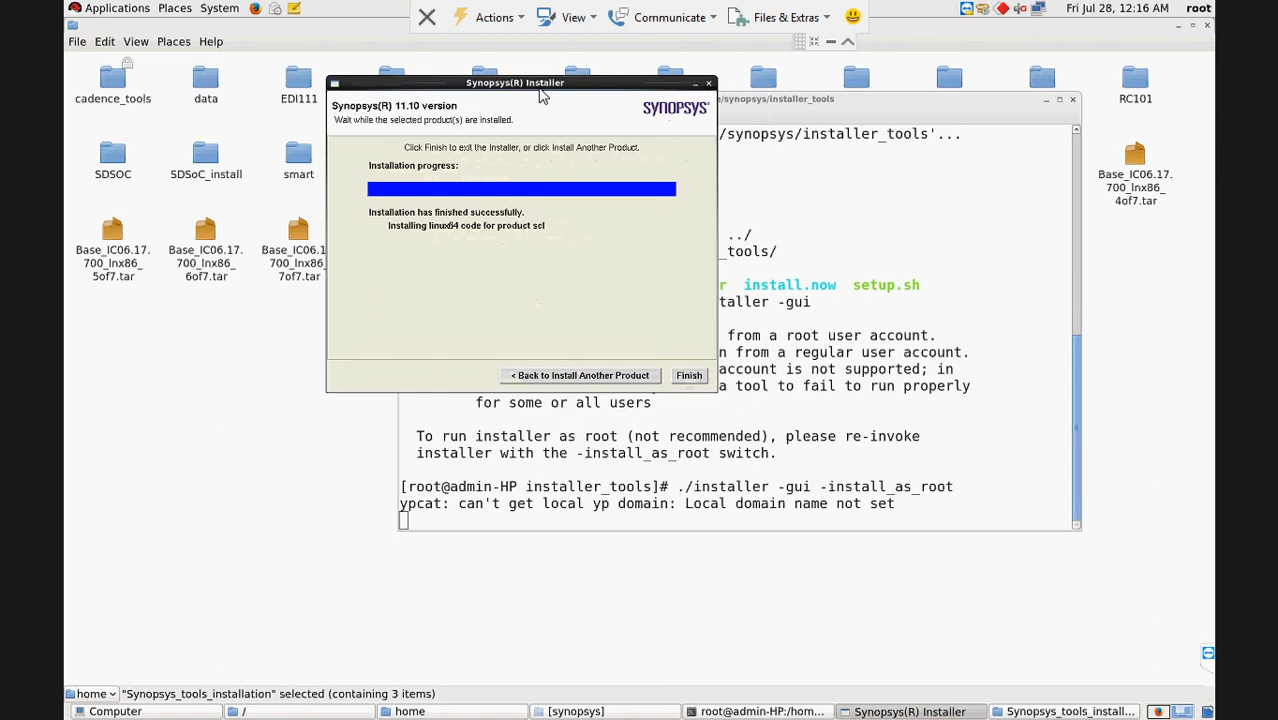 Applications Places System
Fri Jul 28, 12:16 AM root
Actions View Communicate Files & Extras
File Edit View Places Help
cadence_tools
data
EDI111
RC101
Synopsys(R) Installer
Synopsys(R) 11.10 version
Wait while the selected product(s) are installed.
SYNOPSYS
Click Finish to exit the Installer, or click Install Another Product.
Installation progress:
Installation has finished successfully.
Installing linux64 code for product scl
< Back to Install Another Product
Finish
e/synopsys/installer_tools
/synopsys/installer_tools'...
../
_tools/
r install.now setup.sh
taller -gui
from a root user account.
n from a regular user account.
account is not supported; in
a tool to fail to run properly
for some or all users
To run installer as root (not recommended), please re-invoke
installer with the -install_as_root switch.
[root@admin-HP installer_tools]# ./installer -gui -install_as_root
ypcat: can't get local yp domain: Local domain name not set
SDSOC
SDSoC_install
smart
Base_IC06.17.
700_lnx86_
4of7.tar
Base_IC06.17.
700_lnx86_
5of7.tar
Base_IC06.17.
700_lnx86_
6of7.tar
Base_IC06.1
700_lnx86_
7of7.tar
home "Synopsys_tools_installation" selected (containing 3 items)
Computer
/
home
[synopsys]
root@admin-HP:/hom...
Synopsys(R) Installer
Synopsys_tools_install...